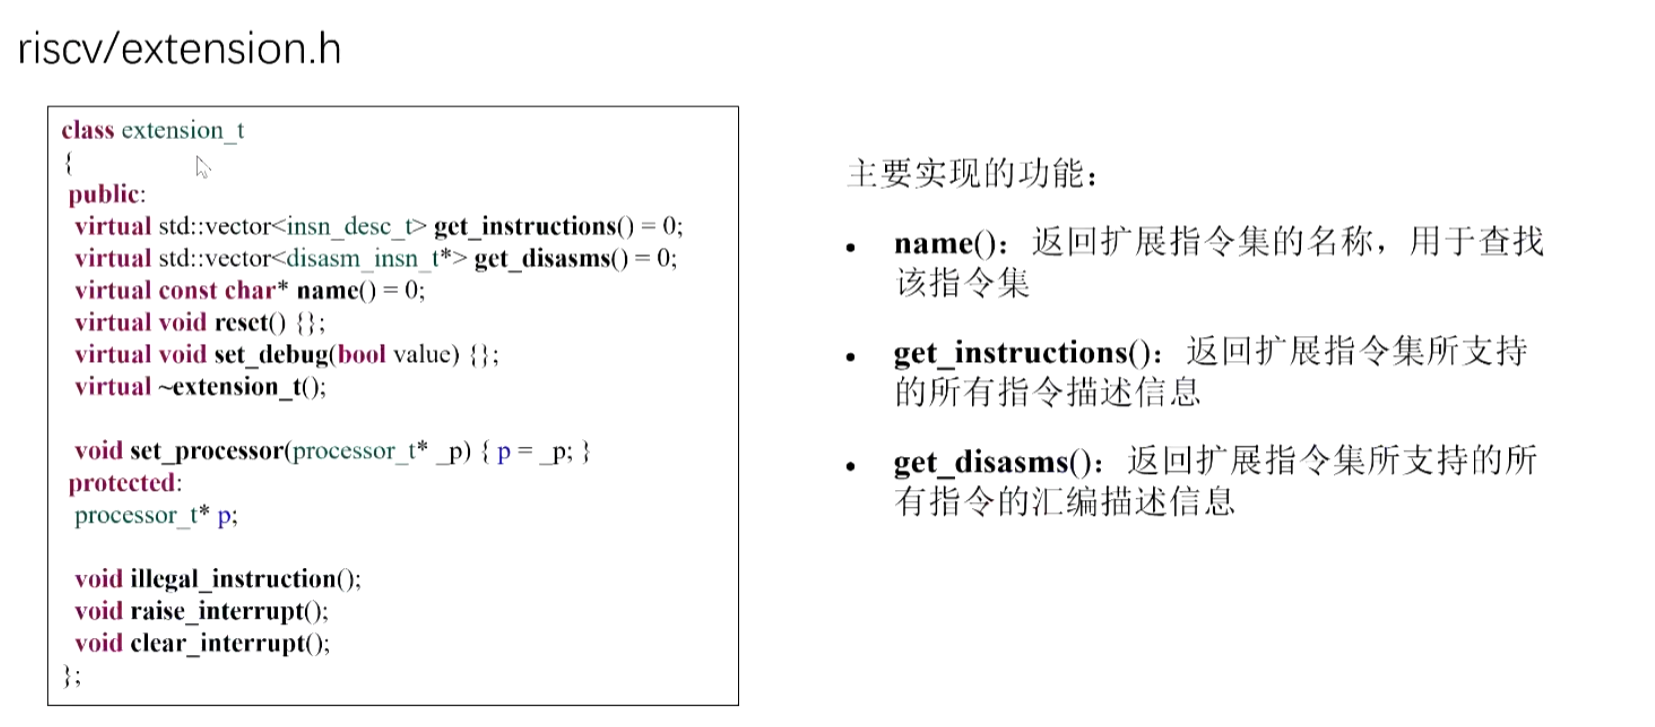 riscv/extension.h
class extension_t
{
public:
virtual std::vector<insn_desc_t> get_instructions() = 0;
virtual std::vector<disasm_insn_t*> get_disasms() = 0;
virtual const char* name() = 0;
virtual void reset() {};
virtual void set_debug(bool value) {};
virtual ~extension_t();
void set_processor(processor_t* _p) { p = _p; }
protected:
processor_t* p;
void illegal_instruction();
void raise_interrupt();
void clear_interrupt();
};
主要实现的功能：
• name()：返回扩展指令集的名称，用于查找
该指令集
• get_instructions()：返回扩展指令集所支持
的所有指令描述信息
• get_disasms()：返回扩展指令集所支持的所
有指令的汇编描述信息